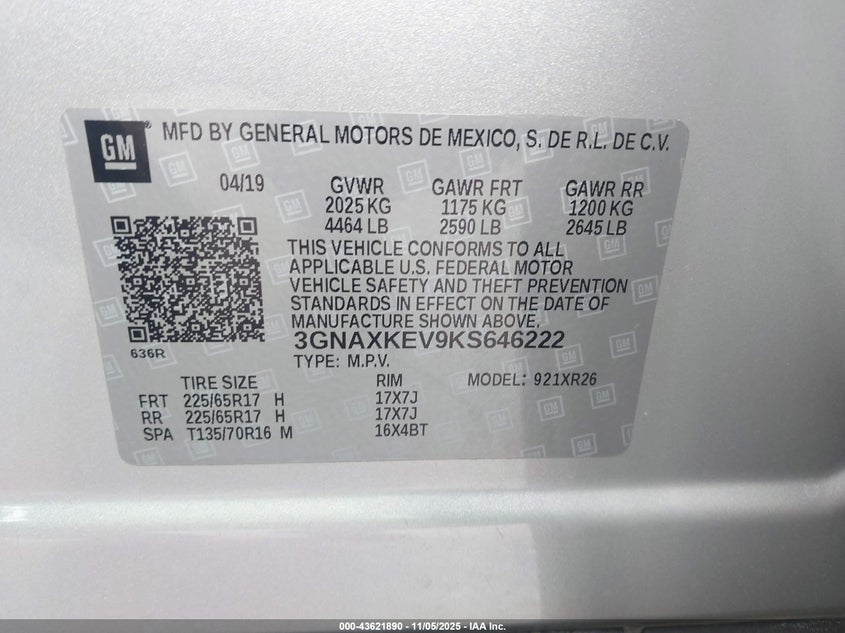 GM® MFD BY GENERAL MOTORS DE MEXICO, S. DE R.L. DE C.V.
04/19 GVWR GAWR FRT GAWR RR
2025 KG 1175 KG 1200 KG
4464 LB 2590 LB 2645 LB
THIS VEHICLE CONFORMS TO ALL
APPLICABLE U.S. FEDERAL MOTOR
VEHICLE SAFETY AND THEFT PREVENTION
STANDARDS IN EFFECT ON THE DATE OF
MANUFACTURE SHOWN ABOVE.
3GNAXKEV9KS646222
636R
TYPE: M.P.V.
TIRE SIZE RIM MODEL: 921XR26
FRT 225/65R17 H 17X7J
RR 225/65R17 H 17X7J
SPA T135/70R16 M 16X4BT
000-43621890 - 11/05/2025 - IAA Inc.